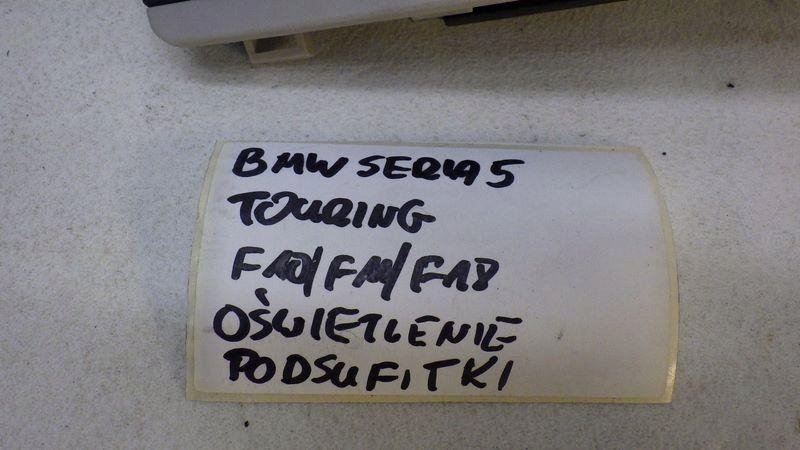 BMW SERIA 5
TOURING
F10/F11/F18
OŚWIETLENIE
PODSUFITKI